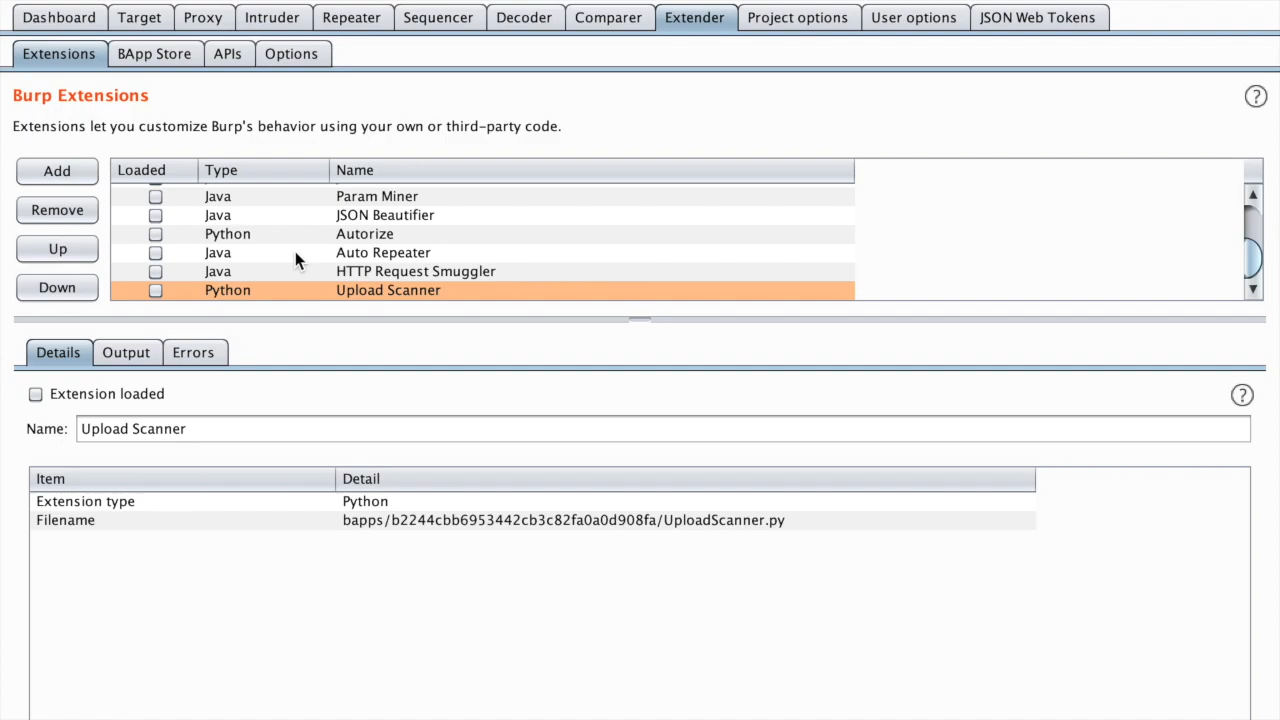 Dashboard Target Proxy Intruder Repeater Sequencer Decoder Comparer Extender Project options User options JSON Web Tokens
Extensions BApp Store APIs Options
Burp Extensions ?
Extensions let you customize Burp's behavior using your own or third-party code.
Add Loaded Type Name
Java Param Miner
Remove Java JSON Beautifier
Python Autorize
Up Java Auto Repeater
Java HTTP Request Smuggler
Down Python Upload Scanner
Details Output Errors
Extension loaded ?
Name: Upload Scanner
Item Detail
Extension type Python
Filename bapps/b2244cbb6953442cb3c82fa0a0d908fa/UploadScanner.py